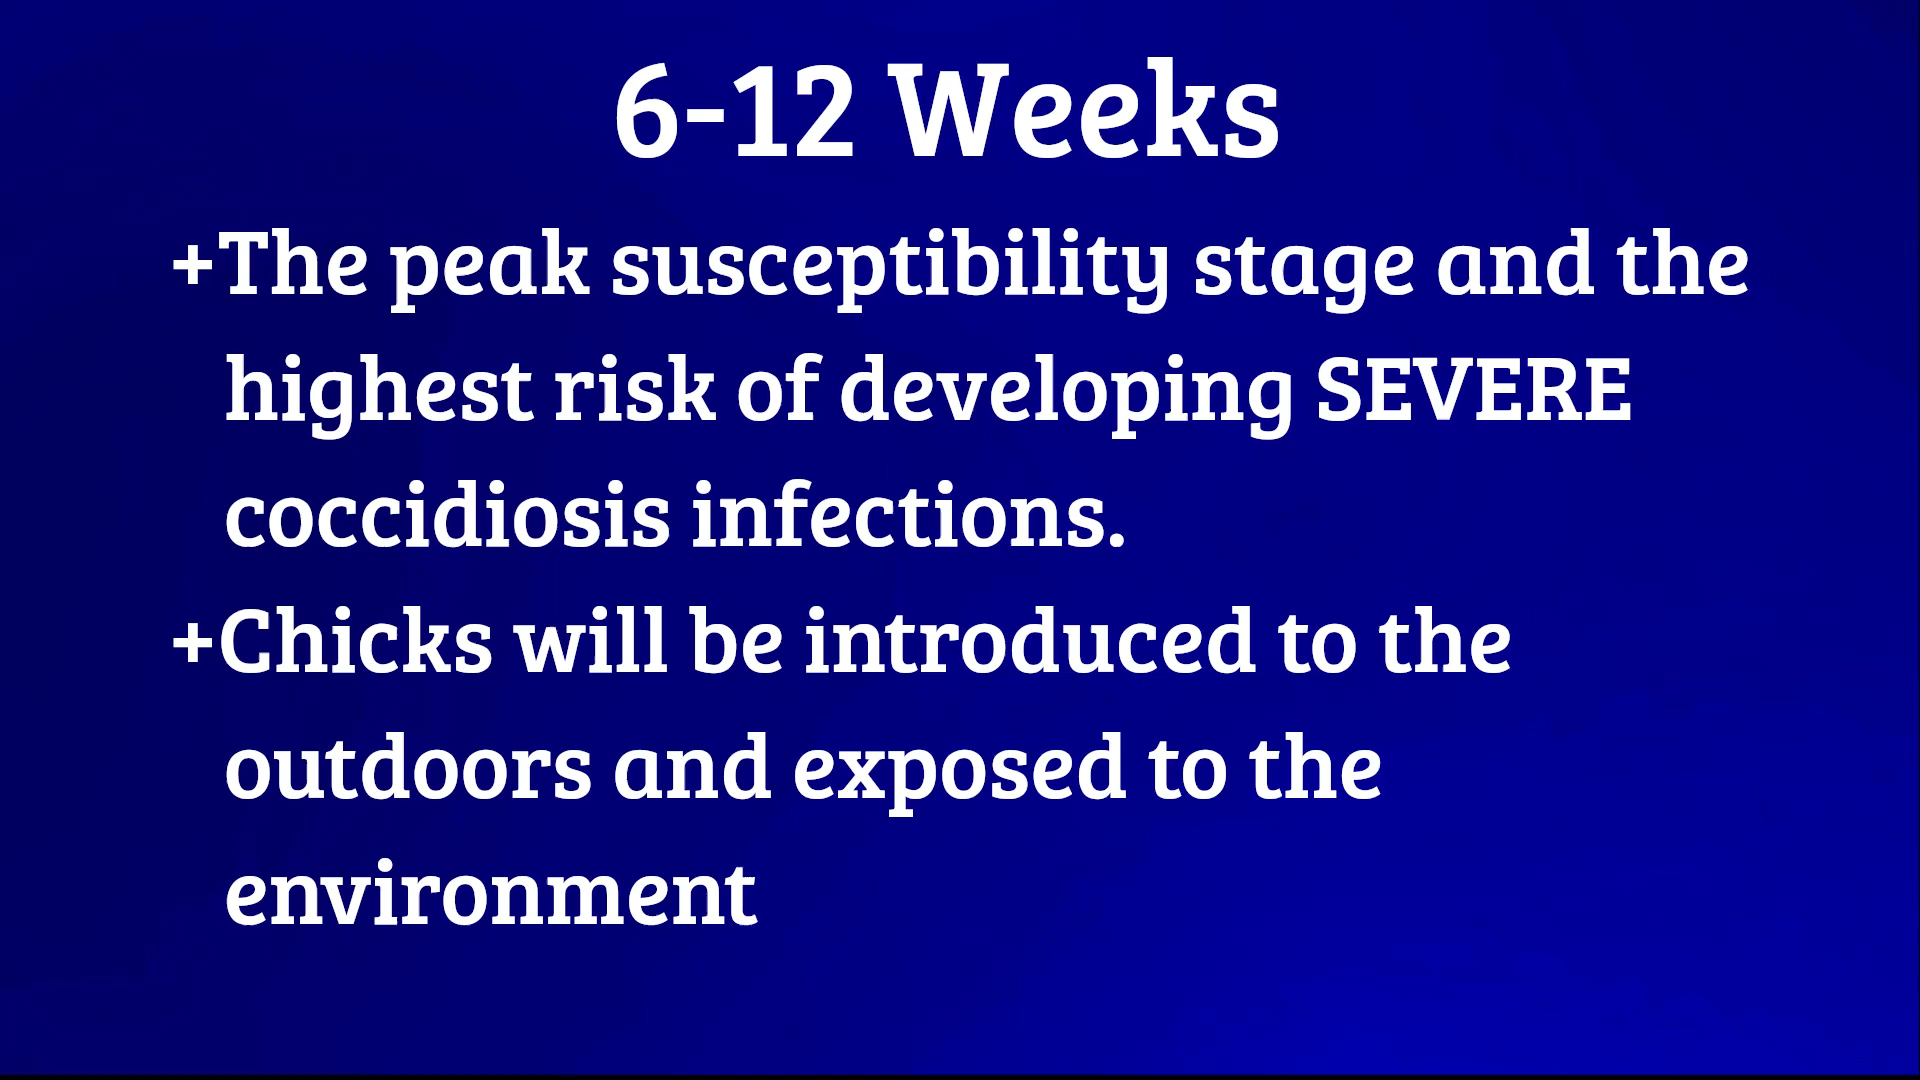 6-12 Weeks
+The peak susceptibility stage and the
highest risk of developing SEVERE
coccidiosis infections.
+Chicks will be introduced to the
outdoors and exposed to the
environment